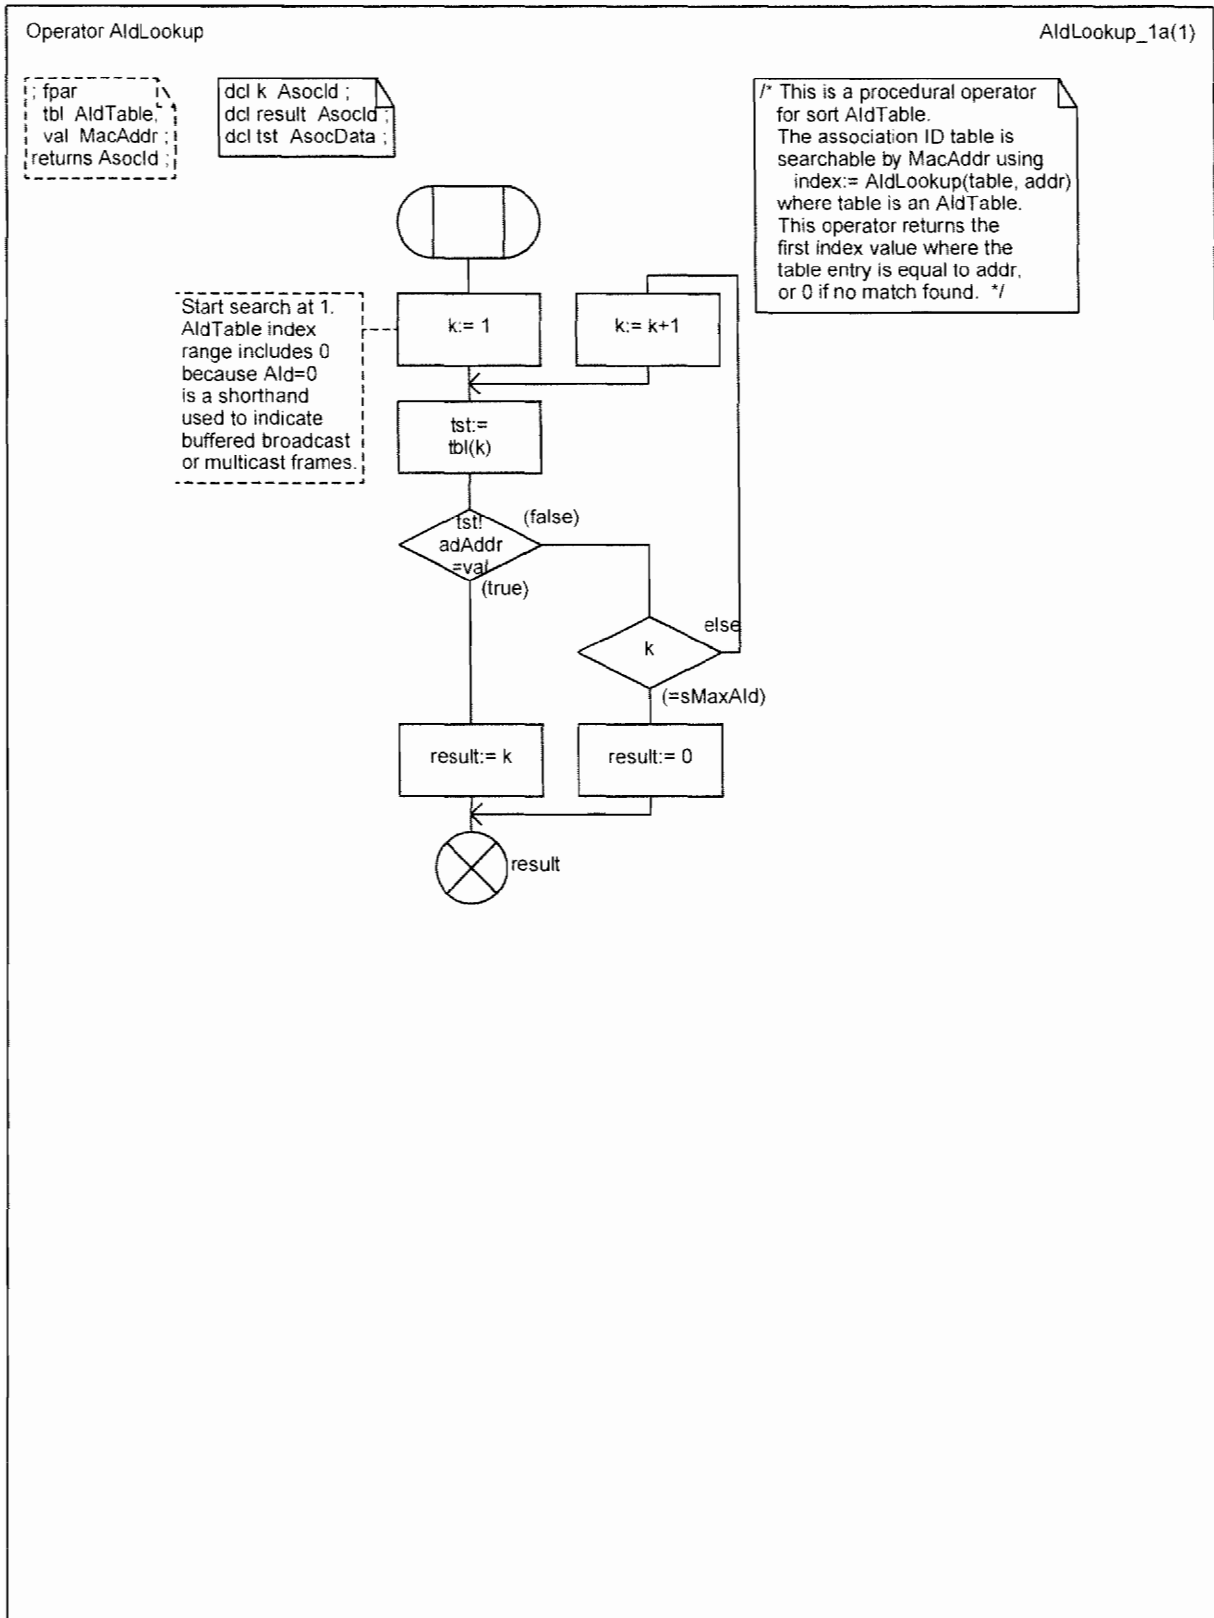 Operator AIdLookup
AIdLookup_1a(1)
; fpar
tbl AIdTable,
val MacAddr ;
returns AsocId ;
dcl k AsocId ;
dcl result AsocId ;
dcl tst AsocData ;
/* This is a procedural operator
for sort AIdTable.
The association ID table is
searchable by MacAddr using
index:= AIdLookup(table, addr)
where table is an AIdTable.
This operator returns the
first index value where the
table entry is equal to addr,
or 0 if no match found. */
Start search at 1.
AIdTable index
range includes 0
because AId=0
is a shorthand
used to indicate
buffered broadcast
or multicast frames.
k:= 1
k:= k+1
tst:=
tbl(k)
tst!
adAddr
=val
(false)
(true)
k
else
(=sMaxAId)
result:= k
result:= 0
result